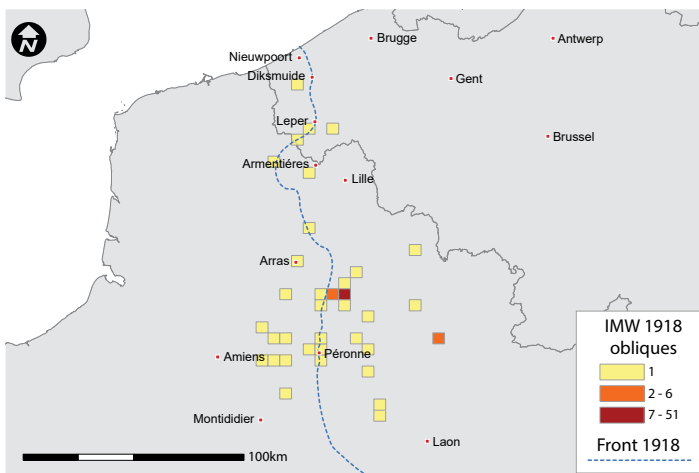 N
Brugge
Antwerp
Nieuwpoort
Diksmuide
Gent
Leper
Brussel
Armentiéres
Lille
Arras
IMW 1918
obliques
1
2 - 6
7 - 51
Front 1918
Amiens
Péronne
Montididier
Laon
100km